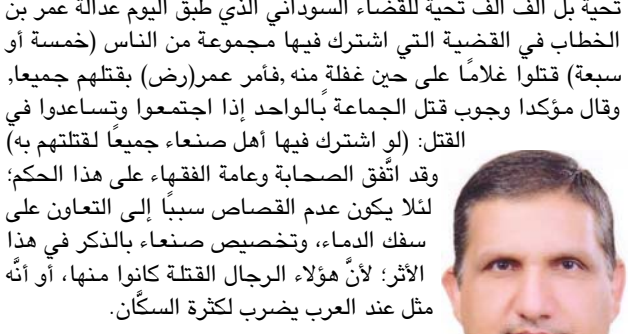 تحية بل الف الف تحية للقضاء السوداني الذي طبق اليوم عدالة عمر بن
الخطاب في القضية التي اشترك فيها مجموعة من الناس (خمسة أو
سبعة) قتلوا غلامًا على حين غفلة منه ,فأمر عمر(رض) بقتلهم جميعا,
وقال مؤكدا وجوب قتل الجماعة بالواحد إذا اجتمعوا وتساعدوا في
القتل: (لو اشترك فيها أهل صنعاء جميعًا لقتلتهم به)
وقد اتَّفق الصحابة وعامة الفقهاء على هذا الحكم؛
لئلا يكون عدم القصاص سببًا إلى التعاون على
سفك الدماء، وتخصيص صنعاء بالذكر في هذا
الأثر؛ لأنَّ هؤلاء الرجال القتلة كانوا منها، أو أنَّه
مثل عند العرب يضرب لكثرة السكَّان.